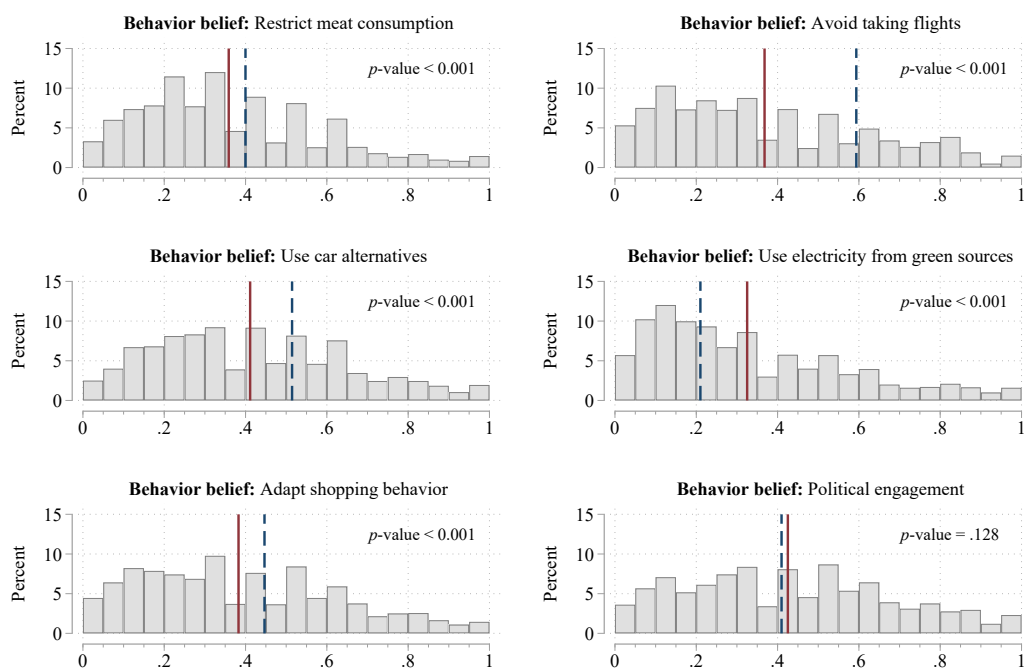 Behavior belief: Restrict meat consumption
Percent
15
10
5
0
p-value < 0.001
0 .2 .4 .6 .8 1
Behavior belief: Avoid taking flights
Percent
15
10
5
0
p-value < 0.001
0 .2 .4 .6 .8 1
Behavior belief: Use car alternatives
Percent
15
10
5
0
p-value < 0.001
0 .2 .4 .6 .8 1
Behavior belief: Use electricity from green sources
Percent
15
10
5
0
p-value < 0.001
0 .2 .4 .6 .8 1
Behavior belief: Adapt shopping behavior
Percent
15
10
5
0
p-value < 0.001
0 .2 .4 .6 .8 1
Behavior belief: Political engagement
Percent
15
10
5
0
p-value = .128
0 .2 .4 .6 .8 1